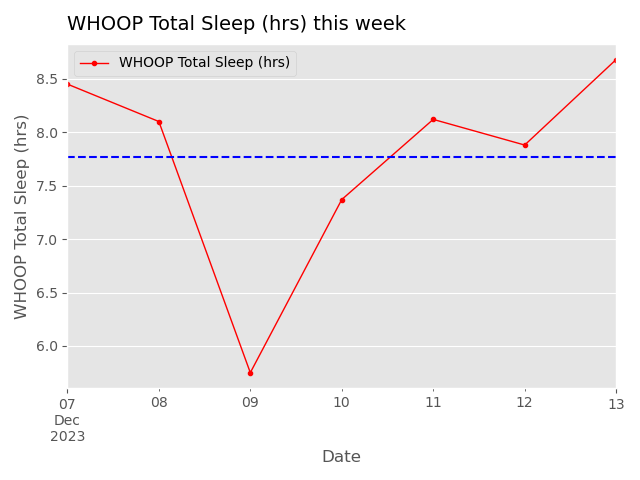 WHOOP Total Sleep (hrs) this week
WHOOP Total Sleep (hrs)
WHOOP Total Sleep (hrs)
8.5
8.0
7.5
7.0
6.5
6.0
07 08 09 10 11 12 13
Dec
2023
Date